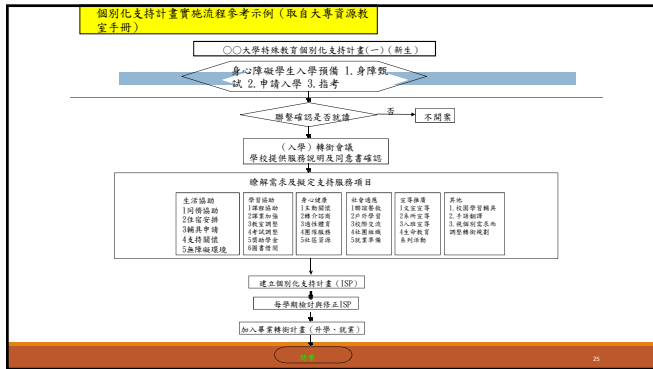 個別化支持計畫實施流程參考示例（取自大專資源教
室手冊）
○○大學特殊教育個別化支持計畫(一)（新生）
身心障礙學生入學預備 1.身障甄
試 2.申請入學 3.指考
聯繫確認是否就讀
否
不開案
（入學）轉銜會議
學校提供服務說明及同意書確認
瞭解需求及擬定支持服務項目
生活協助
1同儕協助
2住宿安排
3輔具申請
4支持關懷
5無障礙環境
學習協助
1課程協助
2課業加強
3教室調整
4考試調整
5獎助學金
6圖書借閱
身心健康
1主動關懷
2轉介諮商
3適性體育
4團隊服務
5社區資源
社會適應
1聯誼餐敘
2戶外學習
3校際交流
4社團組織
5就業準備
宣導推廣
1文宣宣導
2系所宣導
3入班宣導
4生命教育
系列活動
其他
1.校園學習輔具
2.手語翻譯
3.視個別需求而
調整轉銜規劃
建立個別化支持計畫（ISP）
每學期檢討與修正ISP
加入畢業轉銜計畫（升學、就業）
結案
25